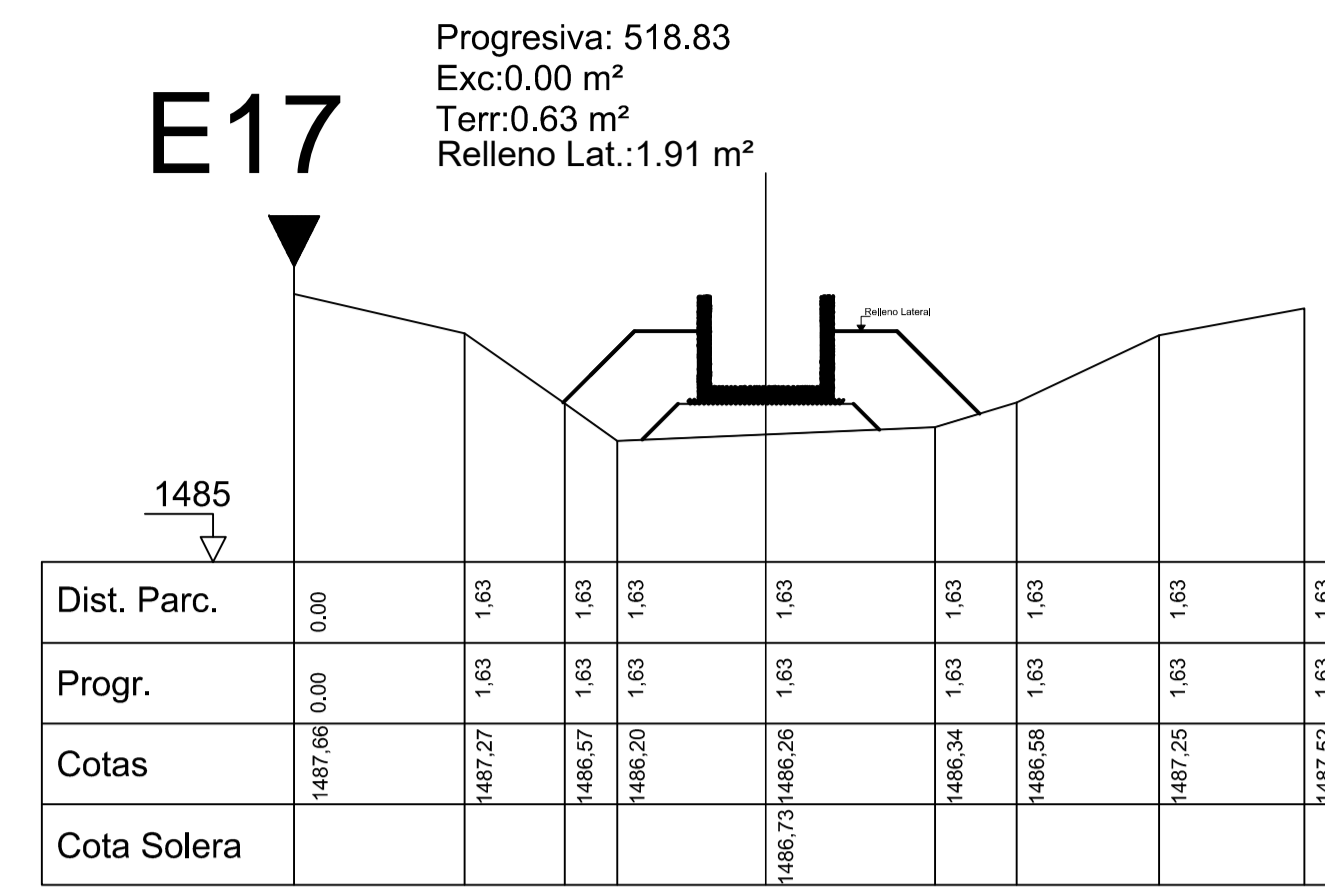 Progresiva: 518.83
Exc:0.00 m²
Terr:0.63 m²
Relleno Lat.:1.91 m²
E17
Relleno Lateral
1485
Dist. Parc. 0.00 1,63 1,63 1,63 1,63 1,63 1,63 1,63
Progr. 0.00 1,63 1,63 1,63 1,63 1,63 1,63 1,63
Cotas 1487,66 1487,27 1486,57 1486,20 1486,26 1486,34 1486,58 1487,25
Cota Solera 1486,73